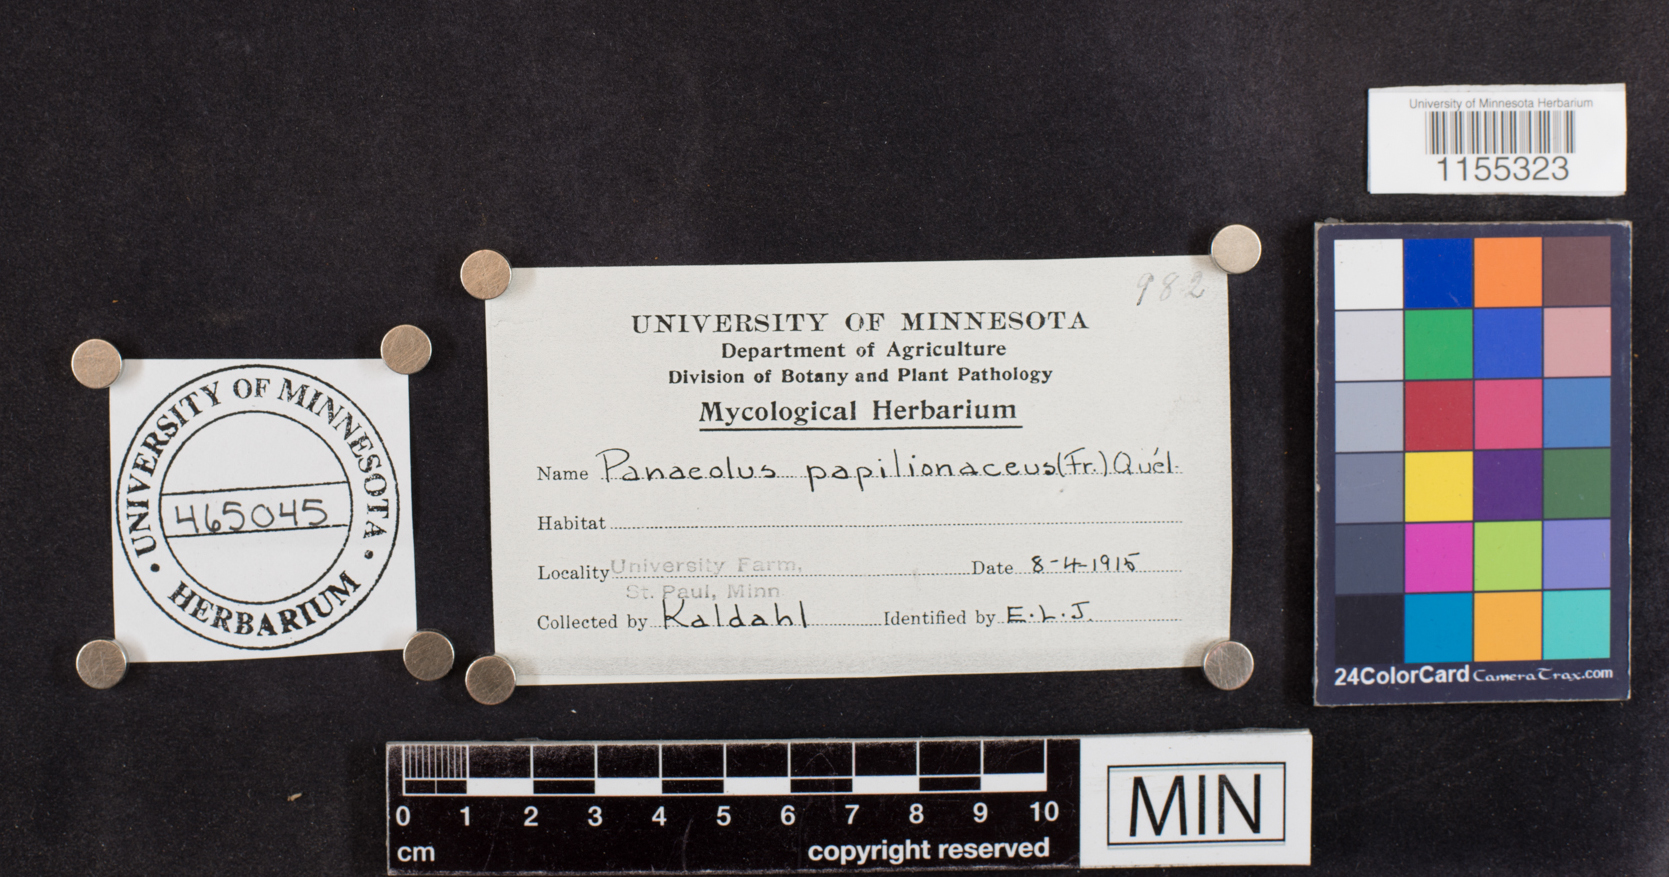 University of Minnesota Herbarium
1155323
982
UNIVERSITY OF MINNESOTA
Department of Agriculture
Division of Botany and Plant Pathology
Mycological Herbarium
Name Panaeolus papilionaceus (Fr.) Quél.
Habitat
Locality University Farm, Date 8-4-1915
St. Paul, Minn
Collected by Kaldahl Identified by E.L.J.
UNIVERSITY OF MINNESOTA
465045
• HERBARIUM •
24ColorCard CameraTrax.com
0 1 2 3 4 5 6 7 8 9 10
cm copyright reserved
MIN